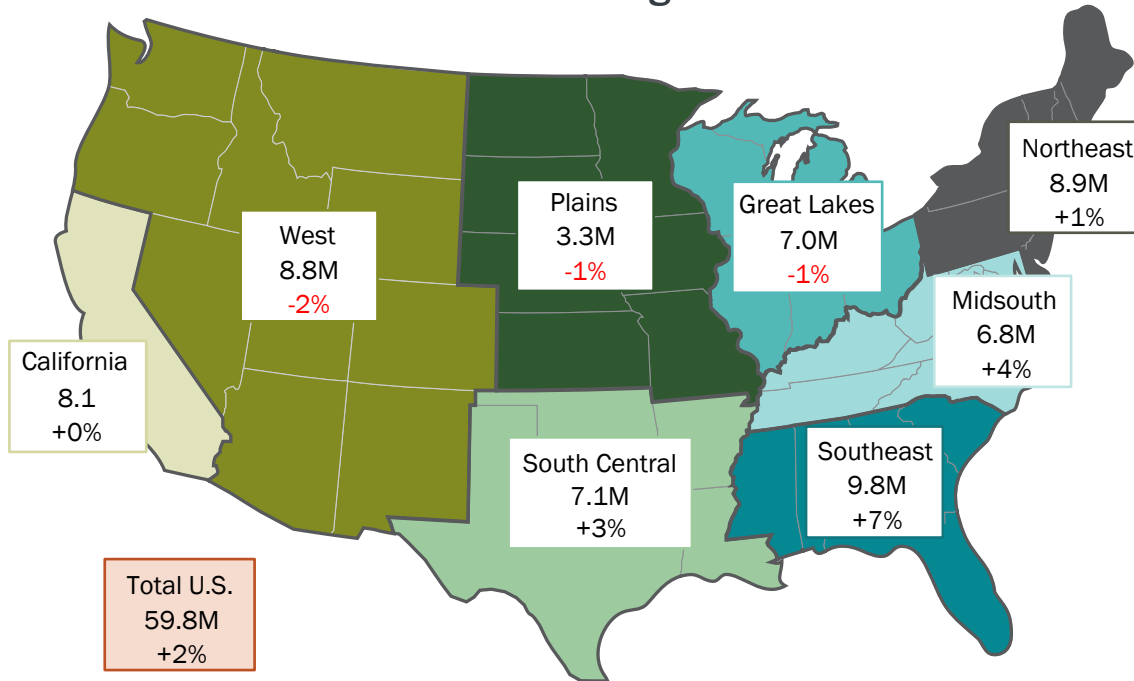 Northeast
8.9M
+1%
Plains
3.3M
-1%
Great Lakes
7.0M
-1%
West
8.8M
-2%
Midsouth
6.8M
+4%
California
8.1
+0%
Southeast
9.8M
+7%
South Central
7.1M
+3%
Total U.S.
59.8M
+2%